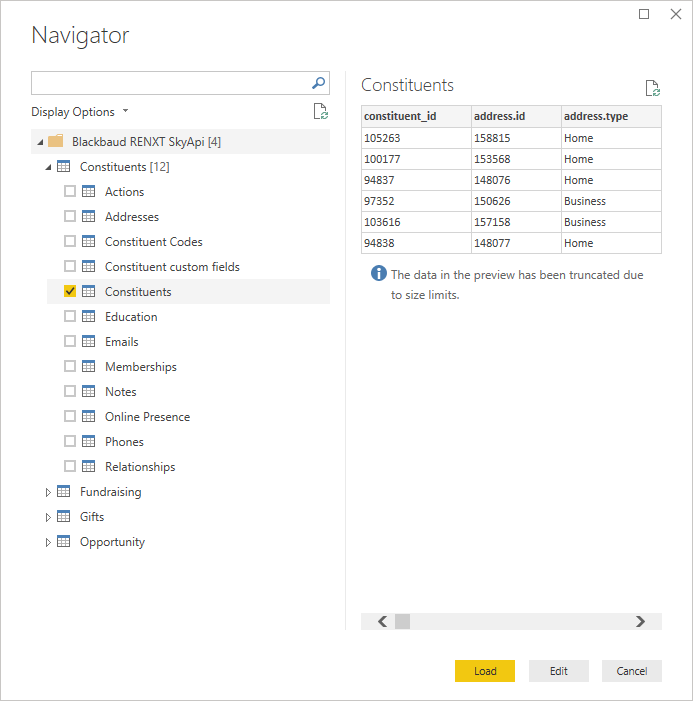 Navigator
Display Options
Blackbaud RENXT SkyApi [4]
Constituents [12]
Actions
Addresses
Constituent Codes
Constituent custom fields
Constituents
Education
Emails
Memberships
Notes
Online Presence
Phones
Relationships
Fundraising
Gifts
Opportunity
Constituents
constituent_id address.id address.type
105263 158815 Home
100177 153568 Home
94837 148076 Home
97352 150626 Business
103616 157158 Business
94838 148077 Home
The data in the preview has been truncated due
to size limits.
Load Edit Cancel